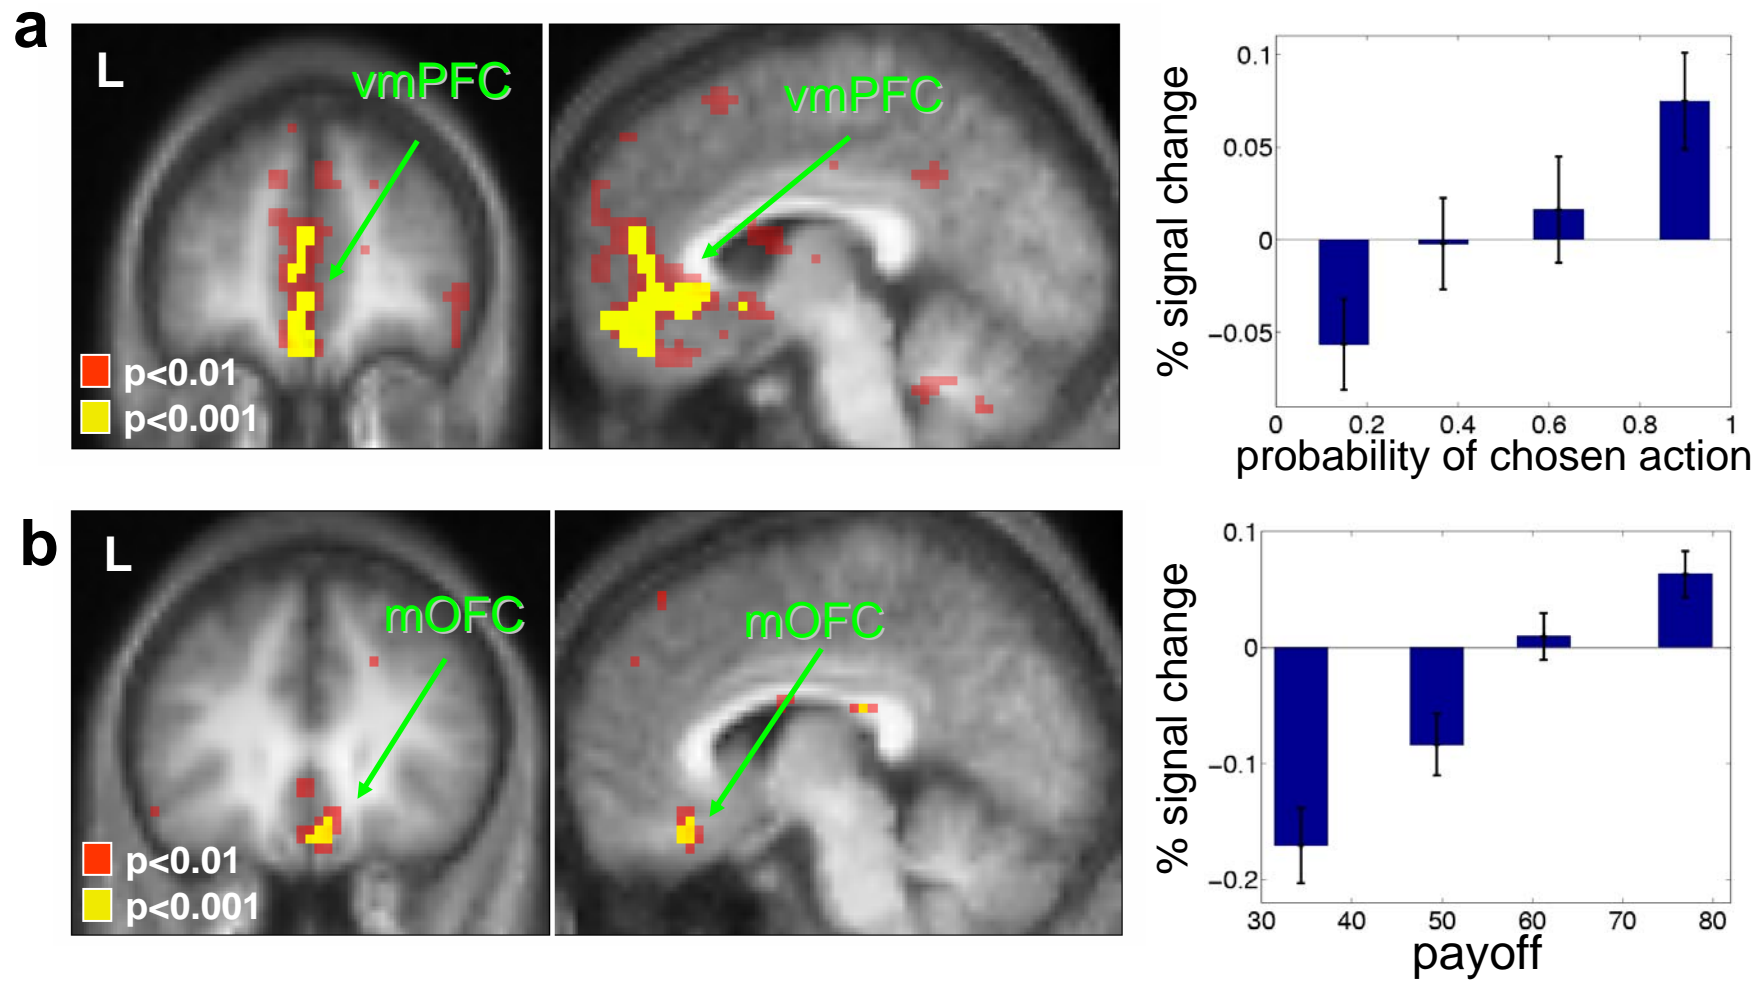 a
L
vmPFC
vmPFC
p<0.01
p<0.001
% signal change
0.1
0.05
0
−0.05
0 0.2 0.4 0.6 0.8 1
probability of chosen action
b
L
mOFC
mOFC
p<0.01
p<0.001
% signal change
0.1
0
−0.1
−0.2
30 40 50 60 70 80
payoff